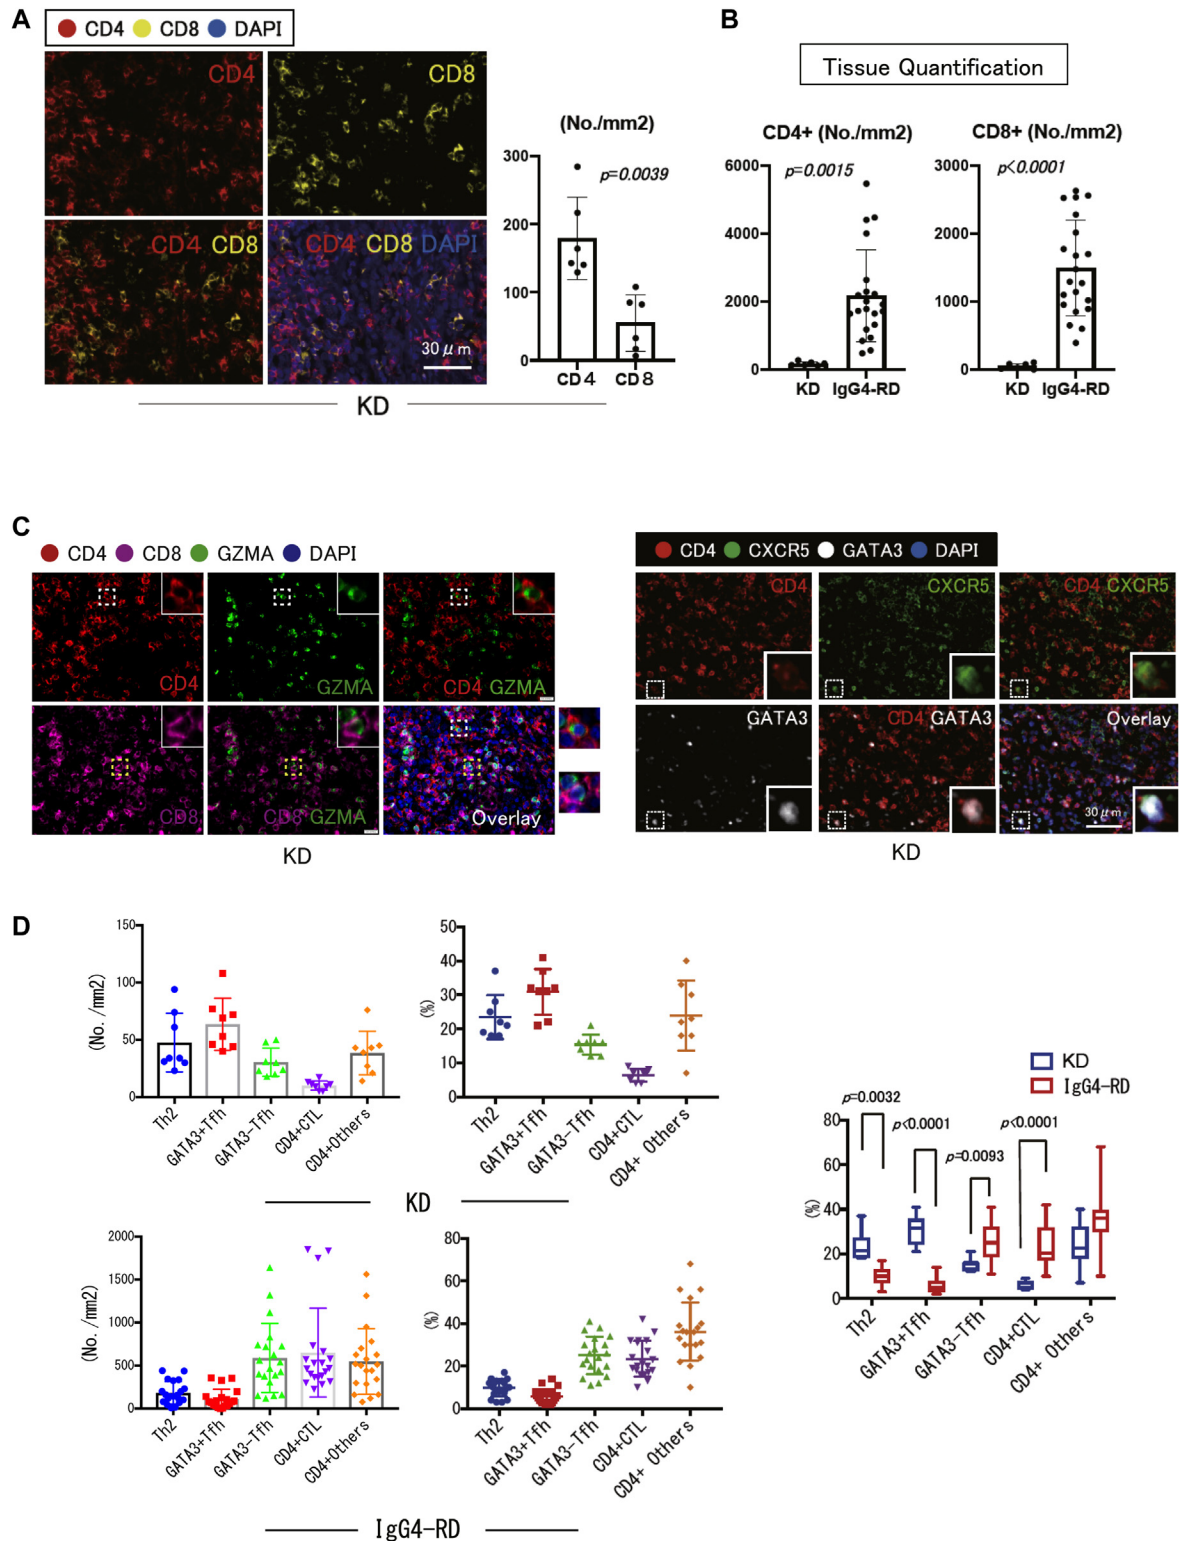 A
CD4 CD8 DAPI
CD4
CD8
CD4 CD8
CD4 CD8 DAPI
30 μm
(No./mm2)
p=0.0039
300
200
100
0
CD4 CD8
KD
B
Tissue Quantification
CD4+ (No./mm2)
p=0.0015
6000
4000
2000
0
KD IgG4-RD
CD8+ (No./mm2)
p<0.0001
3000
2000
1000
0
KD IgG4-RD
C
CD4 CD8 GZMA DAPI
CD4
GZMA
CD4 GZMA
CD8
CD8 GZMA
Overlay
KD
CD4 CXCR5 GATA3 DAPI
CD4
CXCR5
CD4 CXCR5
GATA3
CD4 GATA3
Overlay
30 μm
KD
D
(No./mm2)
150
100
50
0
Th2
GATA3+Tfh
GATA3-Tfh
CD4+CTL
CD4+Others
(%)
50
40
30
20
10
0
Th2
GATA3+Tfh
GATA3-Tfh
CD4+CTL
CD4+ Others
KD
(No./mm2)
2000
1500
1000
500
0
Th2
GATA3+Tfh
GATA3-Tfh
CD4+CTL
CD4+Others
(%)
80
60
40
20
0
Th2
GATA3+Tfh
GATA3-Tfh
CD4+CTL
CD4+ Others
IgG4-RD
KD
IgG4-RD
p=0.0032
p<0.0001
p=0.0093
p<0.0001
(%)
80
60
40
20
0
Th2
GATA3+Tfh
GATA3-Tfh
CD4+CTL
CD4+ Others